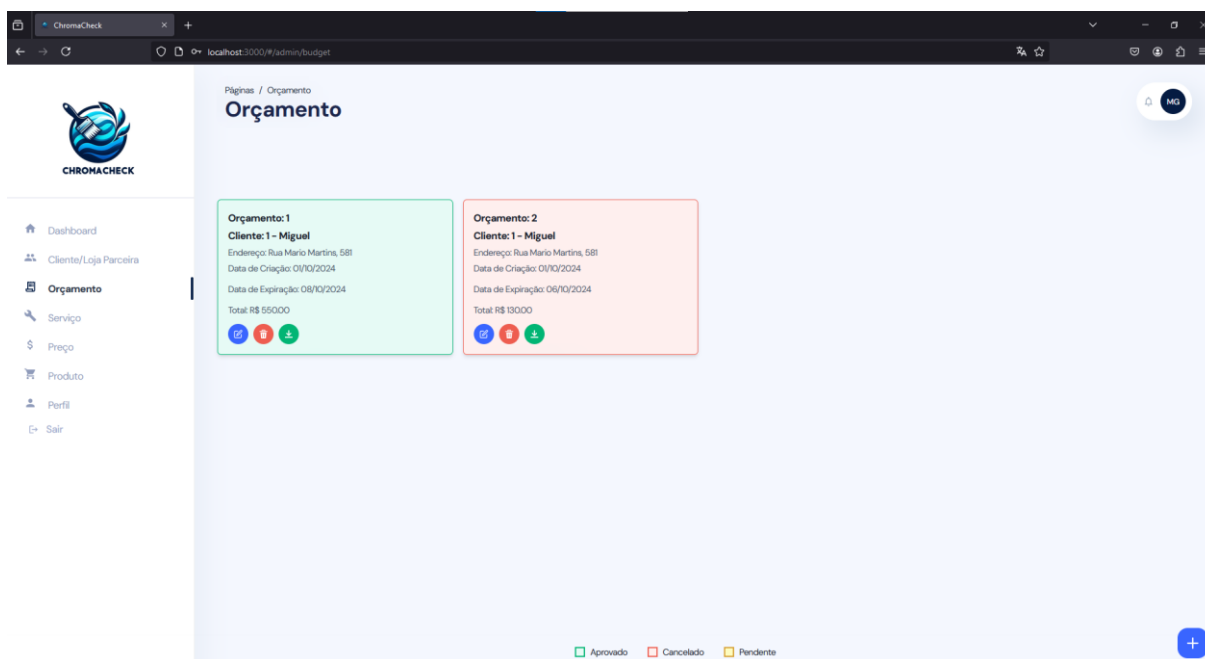 ChromaCheck
localhost:3000/#/admin/budget
CHROMACHECK
Dashboard
Cliente/Loja Parceira
Orçamento
Serviço
Preço
Produto
Perfil
Sair
Páginas / Orçamento
Orçamento
MG
Orçamento: 1
Cliente: 1 - Miguel
Endereço: Rua Mario Martins, 581
Data de Criação: 01/10/2024
Data de Expiração: 08/10/2024
Total: R$ 550.00
Orçamento: 2
Cliente: 1 - Miguel
Endereço: Rua Mario Martins, 581
Data de Criação: 01/10/2024
Data de Expiração: 06/10/2024
Total: R$ 130.00
Aprovado
Cancelado
Pendente